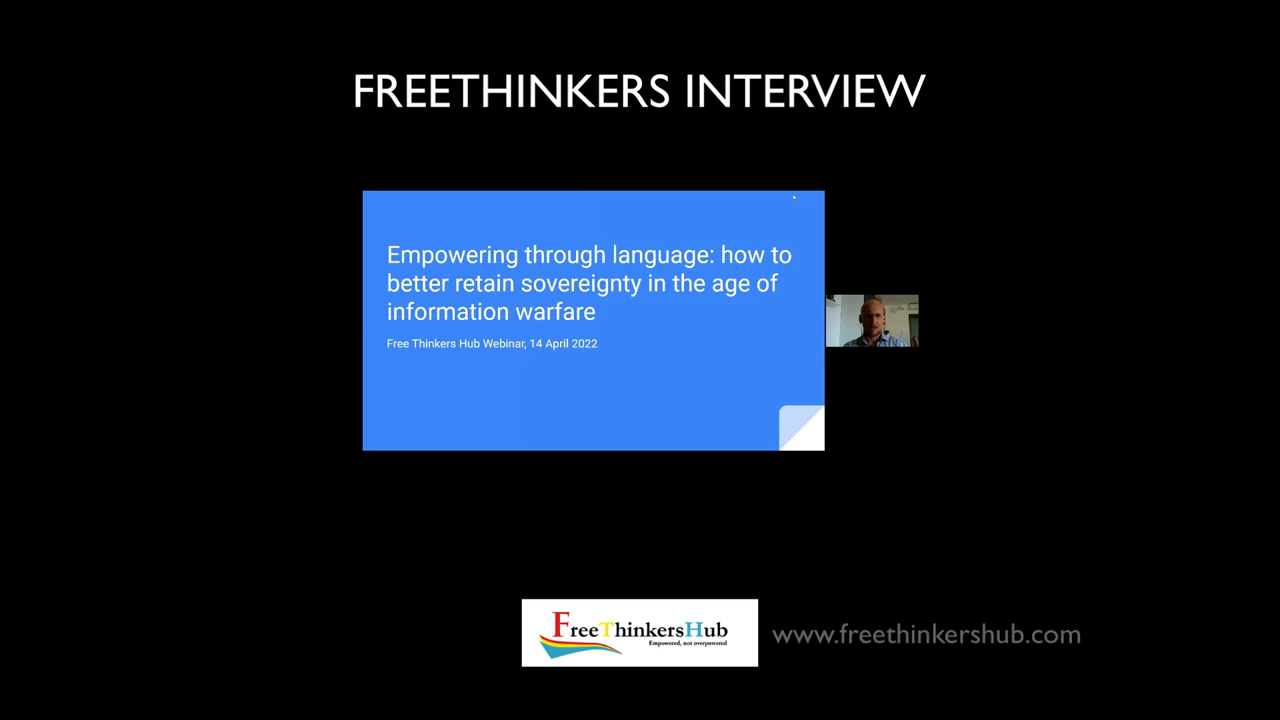 FREETHINKERS INTERVIEW
Empowering through language: how to
better retain sovereignty in the age of
information warfare
Free Thinkers Hub Webinar, 14 April 2022
FreeThinkersHub
Empowered, not overpowered
www.freethinkershub.com